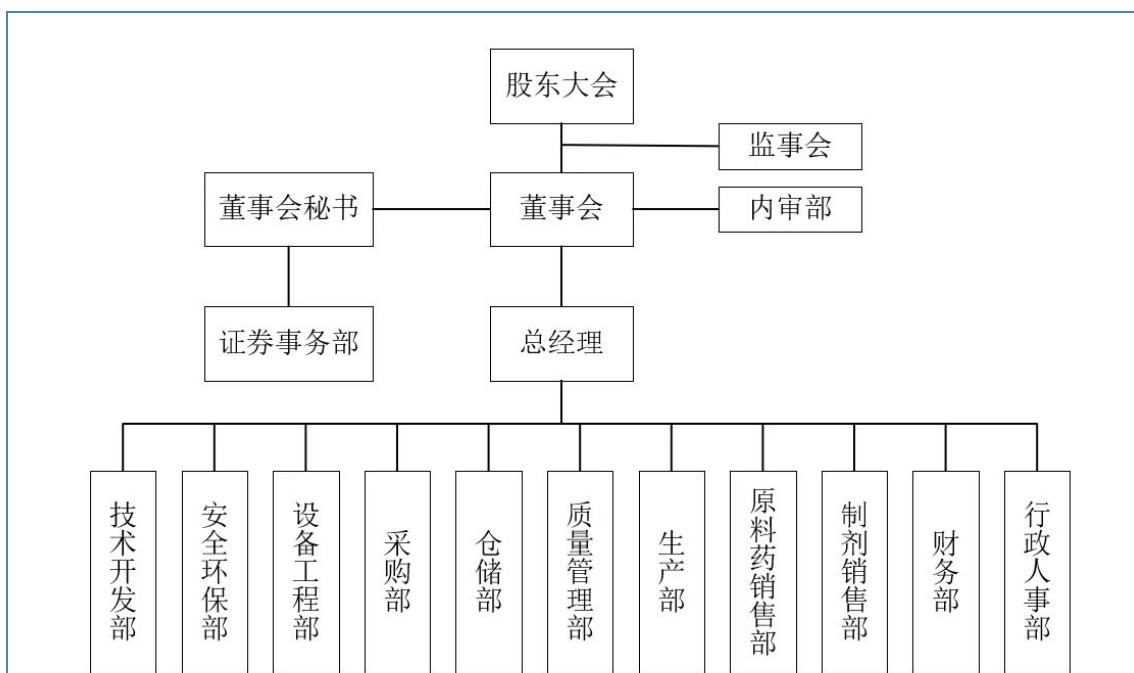 股东大会
监事会
董事会秘书
董事会
内审部
证券事务部
总经理
技术开发部
安全环保部
设备工程部
采购部
仓储部
质量管理部
生产部
原料药销售部
制剂销售部
财务部
行政人事部